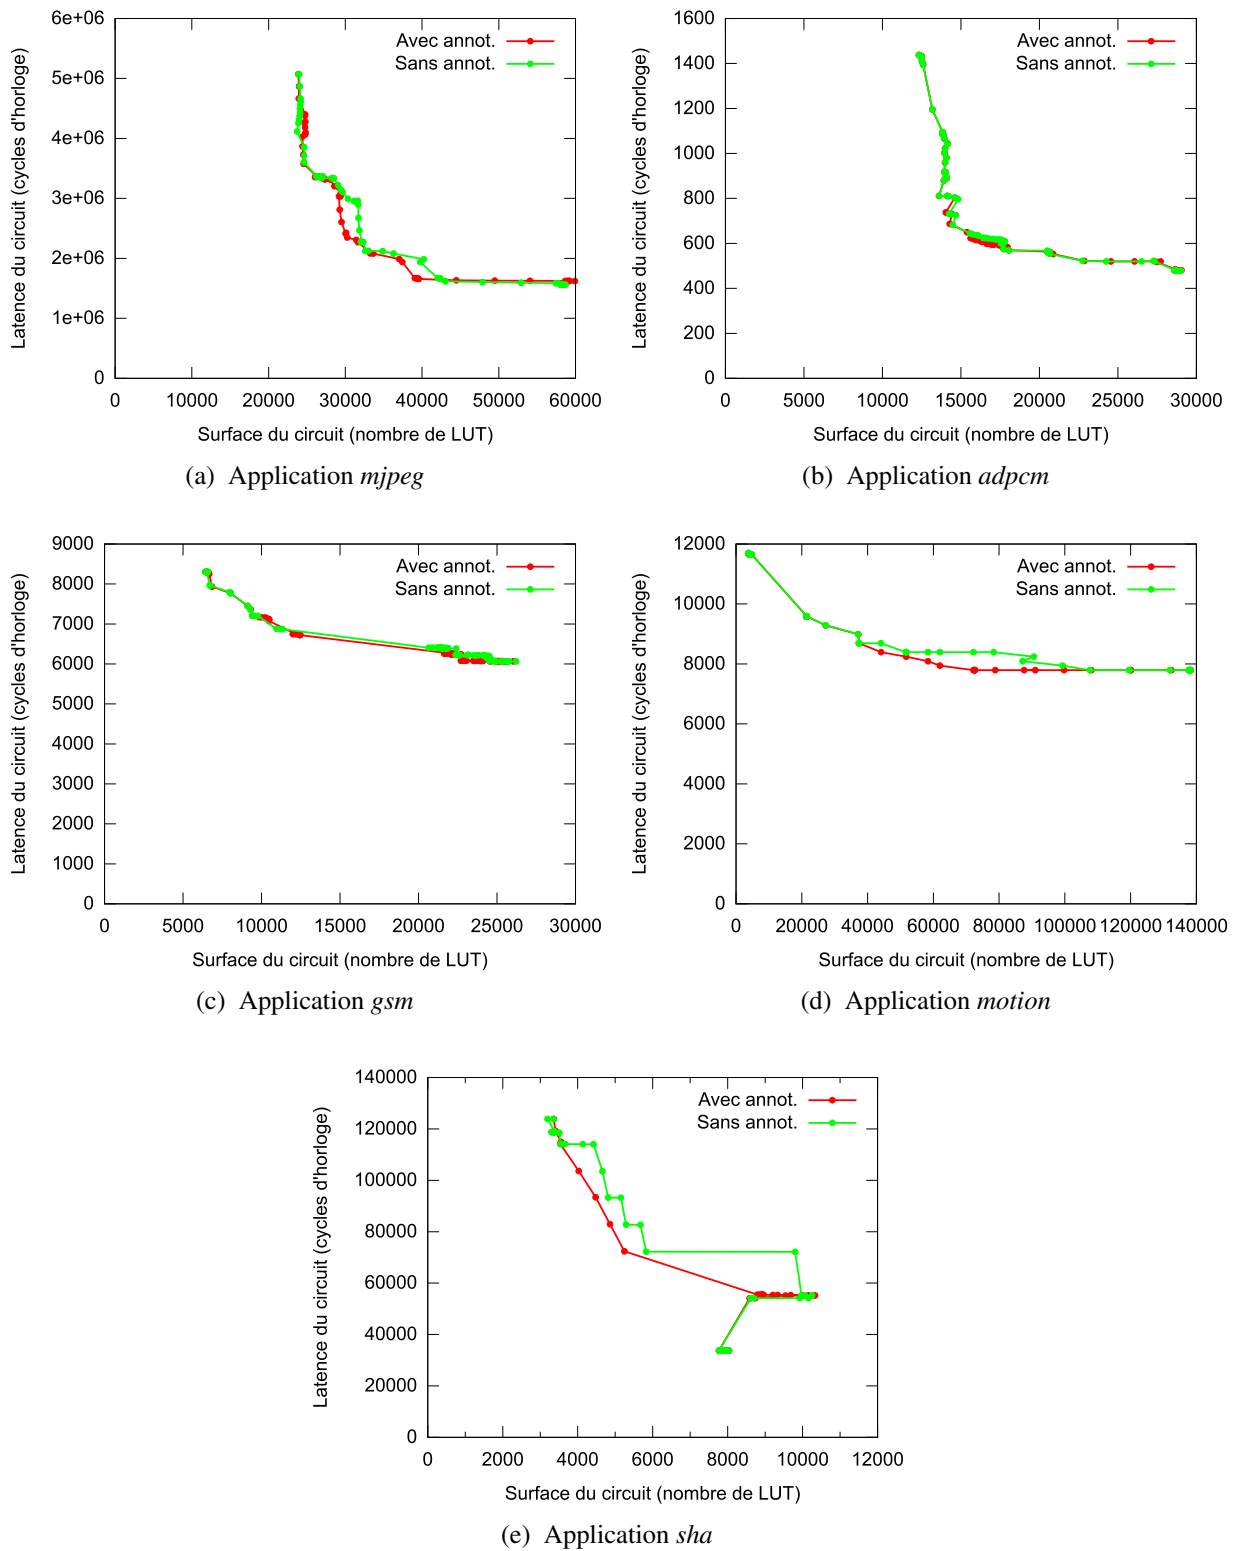 6e+06
5e+06
4e+06
3e+06
2e+06
1e+06
0
0 10000 20000 30000 40000 50000 60000
Latence du circuit (cycles d'horloge)
Surface du circuit (nombre de LUT)
Avec annot.
Sans annot.
(a) Application mjpeg
1600
1400
1200
1000
800
600
400
200
0
0 5000 10000 15000 20000 25000 30000
Latence du circuit (cycles d'horloge)
Surface du circuit (nombre de LUT)
Avec annot.
Sans annot.
(b) Application adpcm
9000
8000
7000
6000
5000
4000
3000
2000
1000
0
0 5000 10000 15000 20000 25000 30000
Latence du circuit (cycles d'horloge)
Surface du circuit (nombre de LUT)
Avec annot.
Sans annot.
(c) Application gsm
12000
10000
8000
6000
4000
2000
0
0 20000 40000 60000 80000 100000 120000 140000
Latence du circuit (cycles d'horloge)
Surface du circuit (nombre de LUT)
Avec annot.
Sans annot.
(d) Application motion
140000
120000
100000
80000
60000
40000
20000
0
0 2000 4000 6000 8000 10000 12000
Latence du circuit (cycles d'horloge)
Surface du circuit (nombre de LUT)
Avec annot.
Sans annot.
(e) Application sha